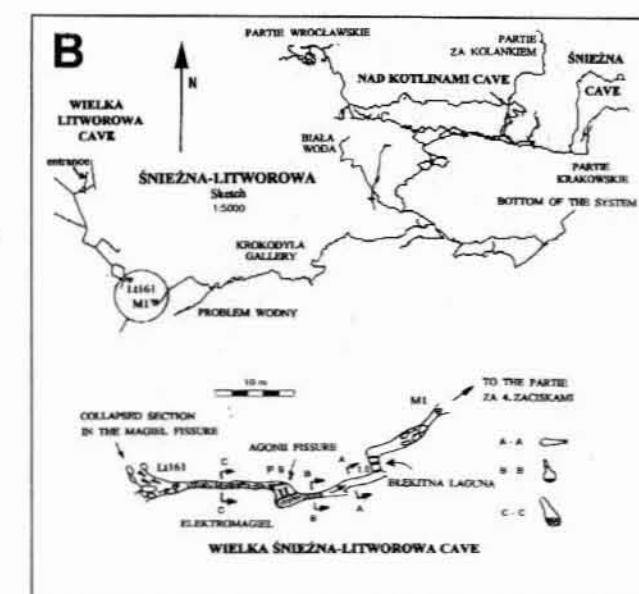 B
PARTIE WROCŁAWSKIE
PARTIE
ZA KOLANKIEM
ŚNIEŻNA
CAVE
NAD KOTLINAMI CAVE
WIELKA
LITWOROWA
CAVE
N
BIAŁA
WODA
entrance
ŚNIEŻNA-LITWOROWA
Sketch
1:5000
PARTIE
KRAKOWSKIE
BOTTOM OF THE SYSTEM
KROKODYLA
GALLERY
Lt161
M1
PROBLEM WODNY
10 m
M1
TO THE PARTIE
ZA 4. ZACISKAMI
COLLAPSED SECTION
IN THE MAGIEL FISSURE
AGONII FISSURE
A - A
Lt161
C
B
A
B - B
BŁĘKITNA LAGUNA
C
A
C - C
ELEKTROMAGIEL
B
WIELKA ŚNIEŻNA-LITWOROWA CAVE